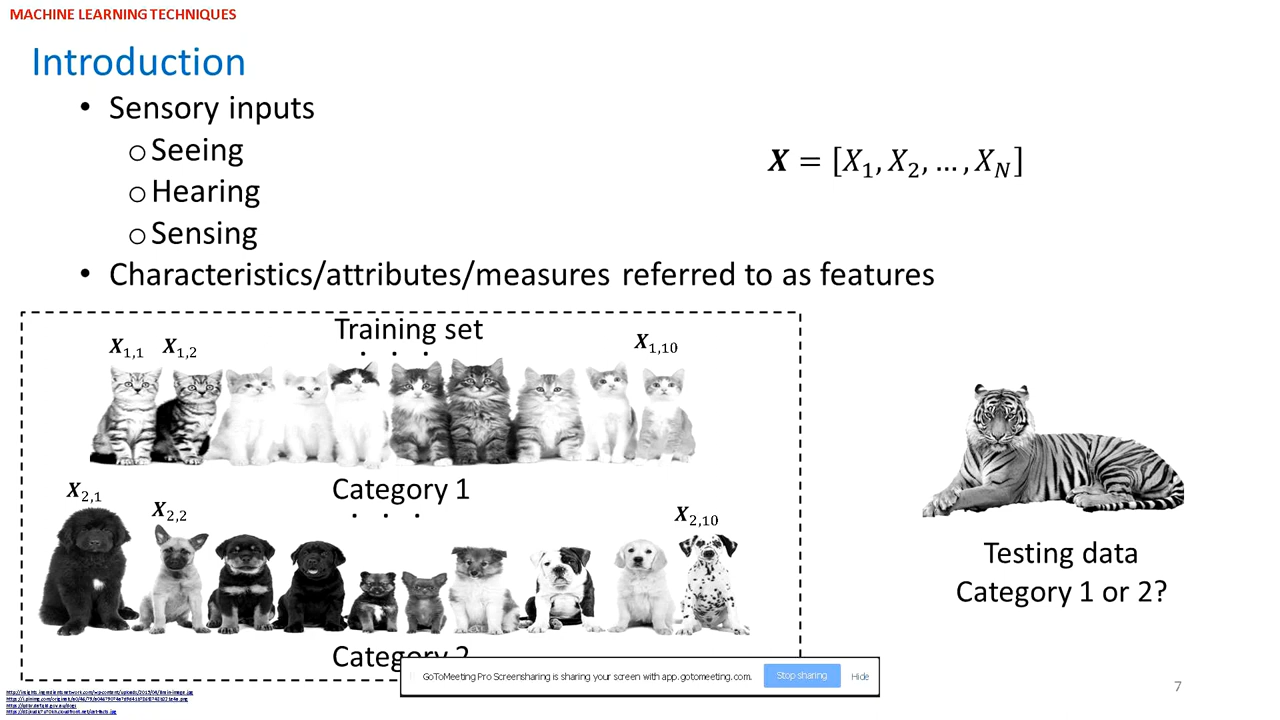 MACHINE LEARNING TECHNIQUES
Introduction
• Sensory inputs
o Seeing
o Hearing
o Sensing
X = [X1, X2, … , XN]
• Characteristics/attributes/measures referred to as features
Training set
X1,1 X1,2 . . . X1,10
Category 1
X2,1 X2,2 . . . X2,10
Category 2
Testing data
Category 1 or 2?
GoToMeeting Pro Screensharing is sharing your screen with app.gotomeeting.com. Stop sharing Hide
7